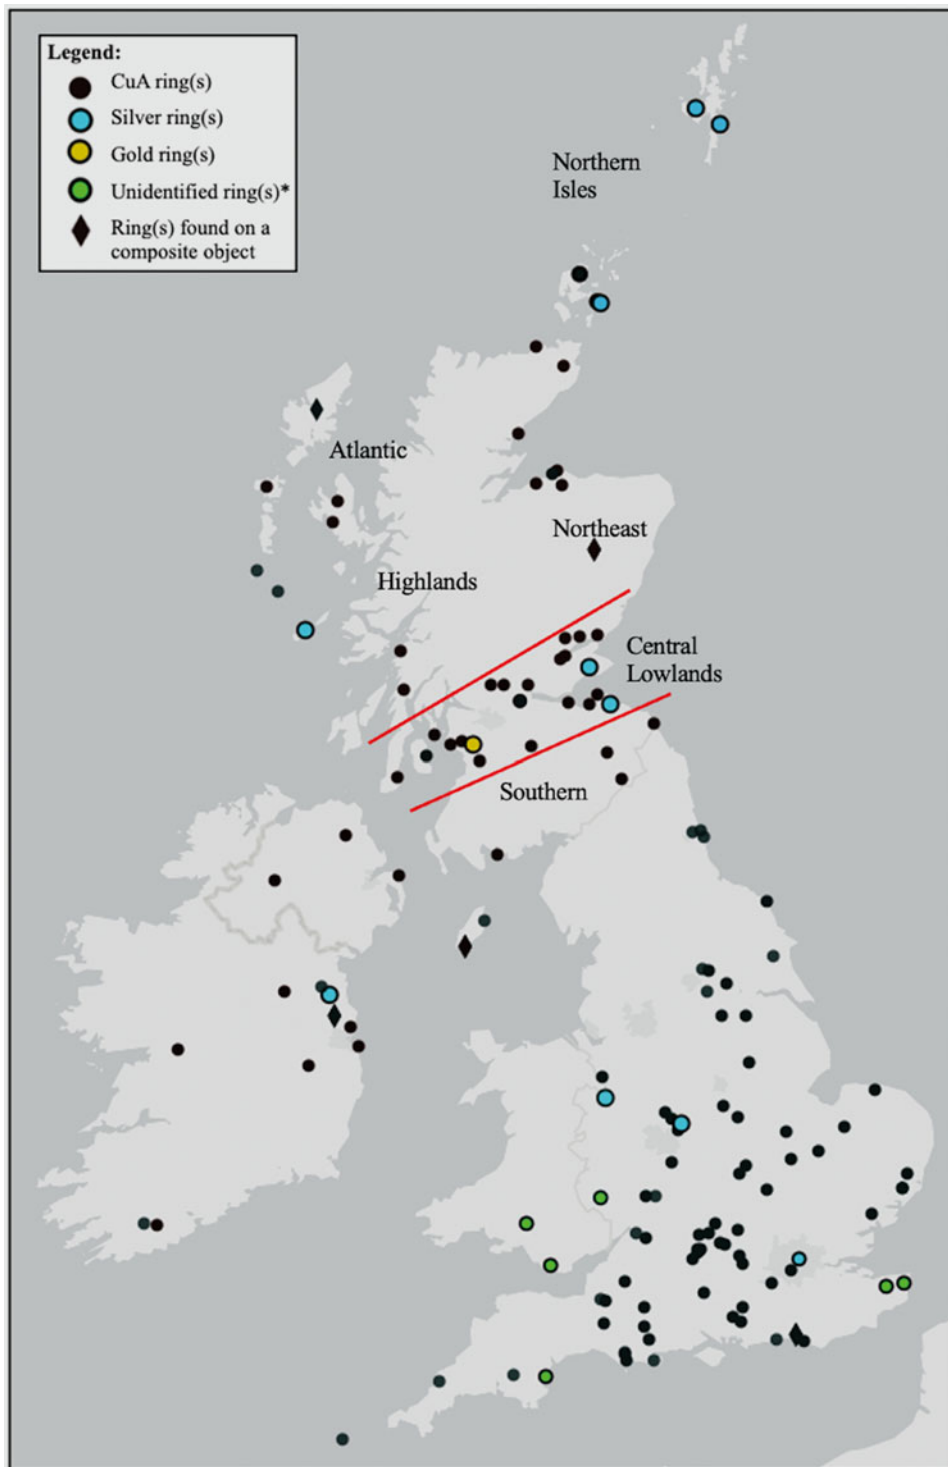 Legend:
CuA ring(s)
Silver ring(s)
Gold ring(s)
Unidentified ring(s)*
Ring(s) found on a
composite object
Northern
Isles
Atlantic
Northeast
Highlands
Central
Lowlands
Southern